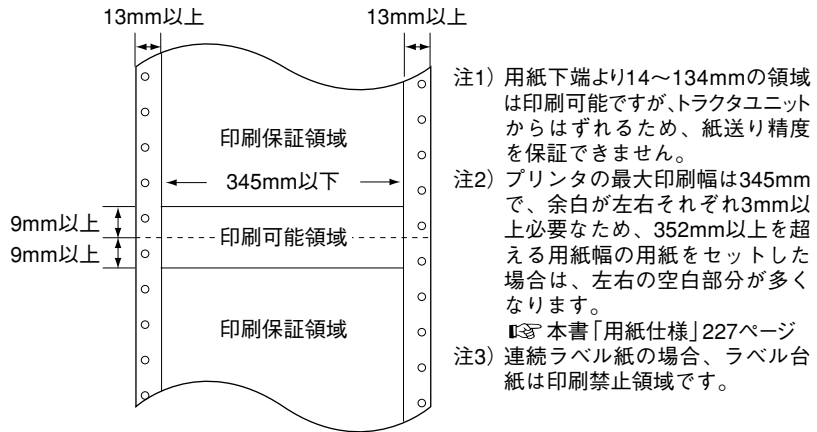 13mm以上
13mm以上
印刷保証領域
345mm以下
9mm以上
印刷可能領域
9mm以上
印刷保証領域
注1) 用紙下端より14～134mmの領域
は印刷可能ですが、トラクタユニット
からはずれるため、紙送り精度
を保証できません。
注2) プリンタの最大印刷幅は345mm
で、余白が左右それぞれ3mm以
上必要なため、352mm以上を超
える用紙幅の用紙をセットした
場合は、左右の空白部分が多く
なります。
☞ 本書「用紙仕様」227ページ
注3) 連続ラベル紙の場合、ラベル台
紙は印刷禁止領域です。